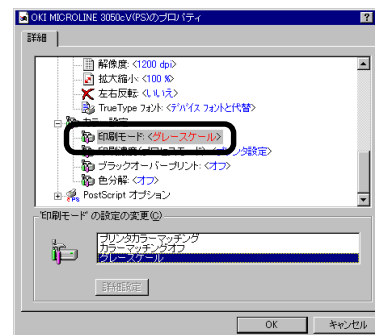 OKI MICROLINE 3050cV(PS)のプロパティ
詳細
解像度: <1200 dpi>
拡大縮小: <100 %>
左右反転: <いいえ>
TrueType フォント: <デバイス フォントと代替>
カラー設定
印刷モード: <グレースケール>
ブラックオーバープリント: <オフ>
色分解: <オフ>
PostScript オプション
'印刷モード' の設定の変更(C)
プリンタカラーマッチング
カラーマッチングオフ
グレースケール
詳細設定
OK キャンセル